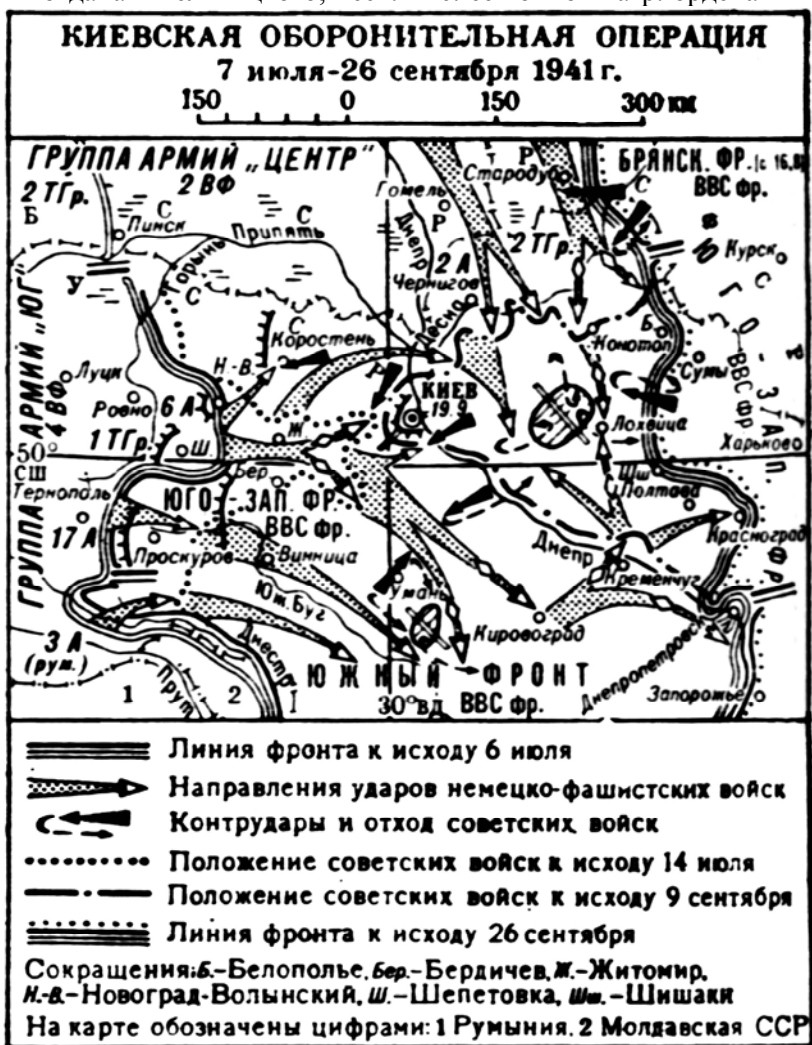 КИЕВСКАЯ ОБОРОНИТЕЛЬНАЯ ОПЕРАЦИЯ
7 июля-26 сентября 1941 г.
150 0 150 300 км
ГРУППА АРМИЙ „ЦЕНТР"
БРЯНСК. ФР. (с 16.8)
ВВС фр.
2 ТГр.
2 ВФ
Гомель
Стародуб
Р
С
Б
Пинск
С
С
Припять
Днепр
Р
2 ТГр.
Курск
У
Горынь
С
2 А
Чернигов
Десна
ГРУППА АРМИЙ „ЮГ"
4 ВФ
С
Коростень
Конотоп
Б
Сумы
ВВС фр.
Луцк
Н.-В.
Р
КИЕВ
19.9
Ровно
6 А
Ж.
Лохвица
1 ТГр.
Ш.
Харьков
50°
СШ
Бер.
Шш
Полтава
Тернополь
ЮГО-ЗАП. ФР.
ВВС фр.
Красноград
17 А
Проскуров
Винница
Днепр
Кременчуг
Умань
Юж. Буг
Кировоград
3 А
(рум.)
Днестр
Днепропетровск
ЮЖНЫЙ ФРОНТ
Запорожье
1
2
Прут
30° вд
ВВС фр.
Линия фронта к исходу 6 июля
Направления ударов немецко-фашистских войск
Контрудары и отход советских войск
Положение советских войск к исходу 14 июля
Положение советских войск к исходу 9 сентября
Линия фронта к исходу 26 сентября
Сокращения: Б.-Белополье, Бер.-Бердичев, Ж.-Житомир,
Н.-В.-Новоград-Волынский, Ш.-Шепетовка, Шш.-Шишаки
На карте обозначены цифрами: 1 Румыния. 2 Молдавская ССР